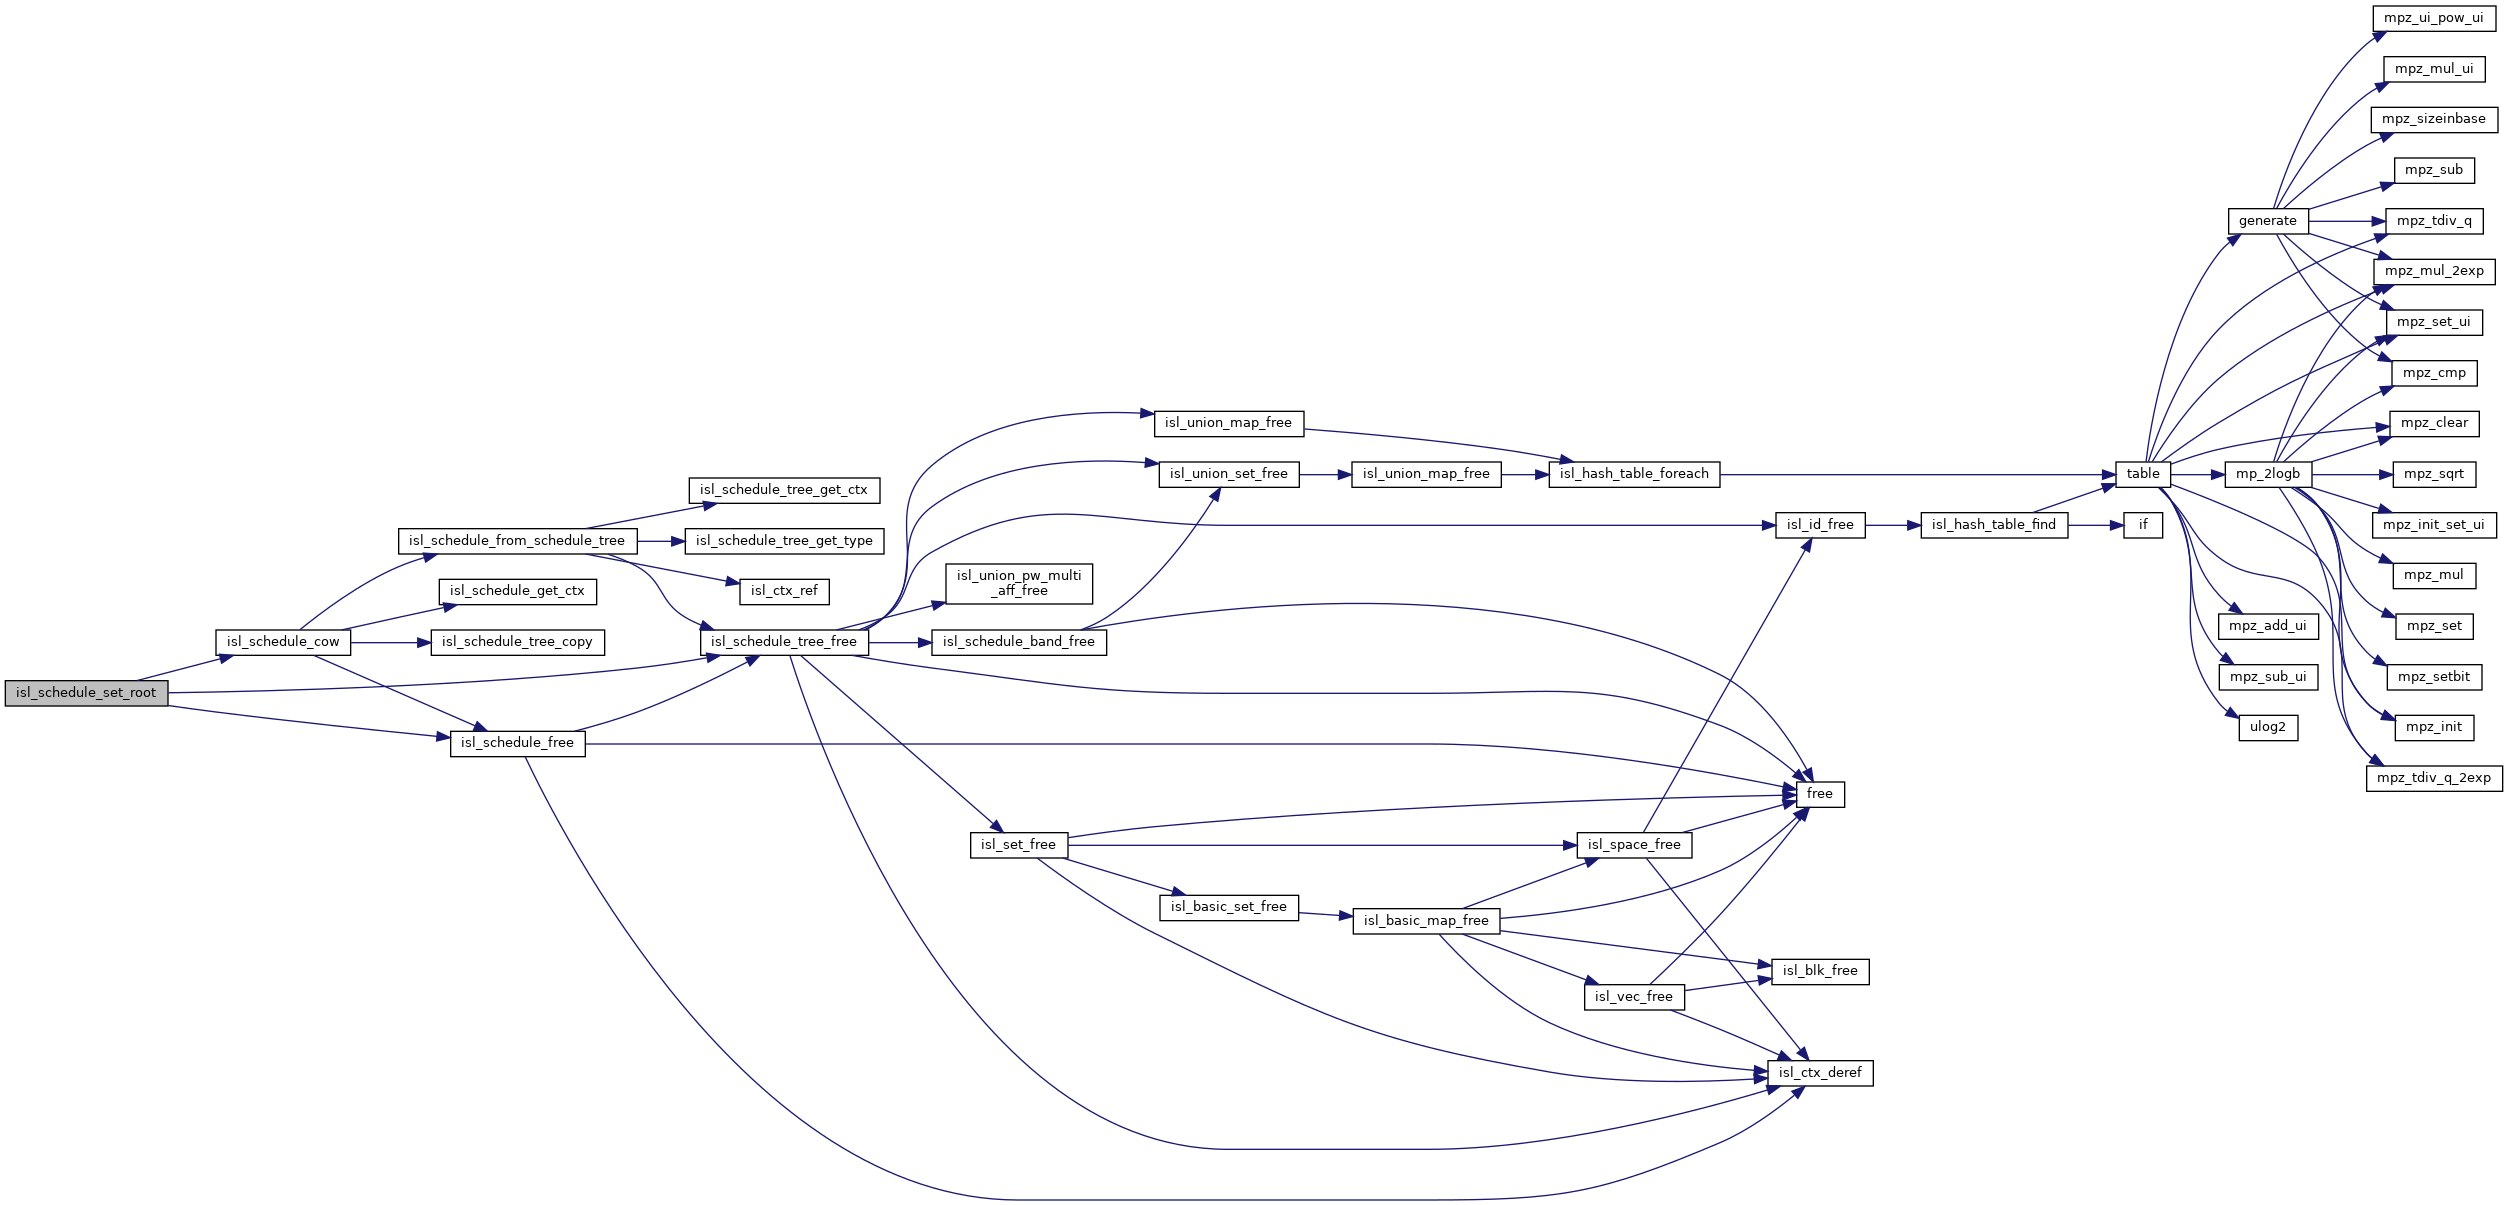 isl_schedule_set_root
isl_schedule_cow
isl_schedule_free
isl_schedule_from_schedule_tree
isl_schedule_get_ctx
isl_schedule_tree_copy
isl_schedule_tree_get_ctx
isl_schedule_tree_get_type
isl_ctx_ref
isl_schedule_tree_free
isl_union_pw_multi
_aff_free
isl_schedule_band_free
isl_set_free
isl_union_map_free
isl_union_set_free
isl_basic_set_free
isl_union_map_free
isl_basic_map_free
isl_hash_table_foreach
isl_space_free
isl_vec_free
isl_id_free
free
isl_blk_free
isl_ctx_deref
isl_hash_table_find
table
if
generate
mp_2logb
mpz_add_ui
mpz_sub_ui
ulog2
mpz_ui_pow_ui
mpz_mul_ui
mpz_sizeinbase
mpz_sub
mpz_tdiv_q
mpz_mul_2exp
mpz_set_ui
mpz_cmp
mpz_clear
mpz_sqrt
mpz_init_set_ui
mpz_mul
mpz_set
mpz_setbit
mpz_init
mpz_tdiv_q_2exp